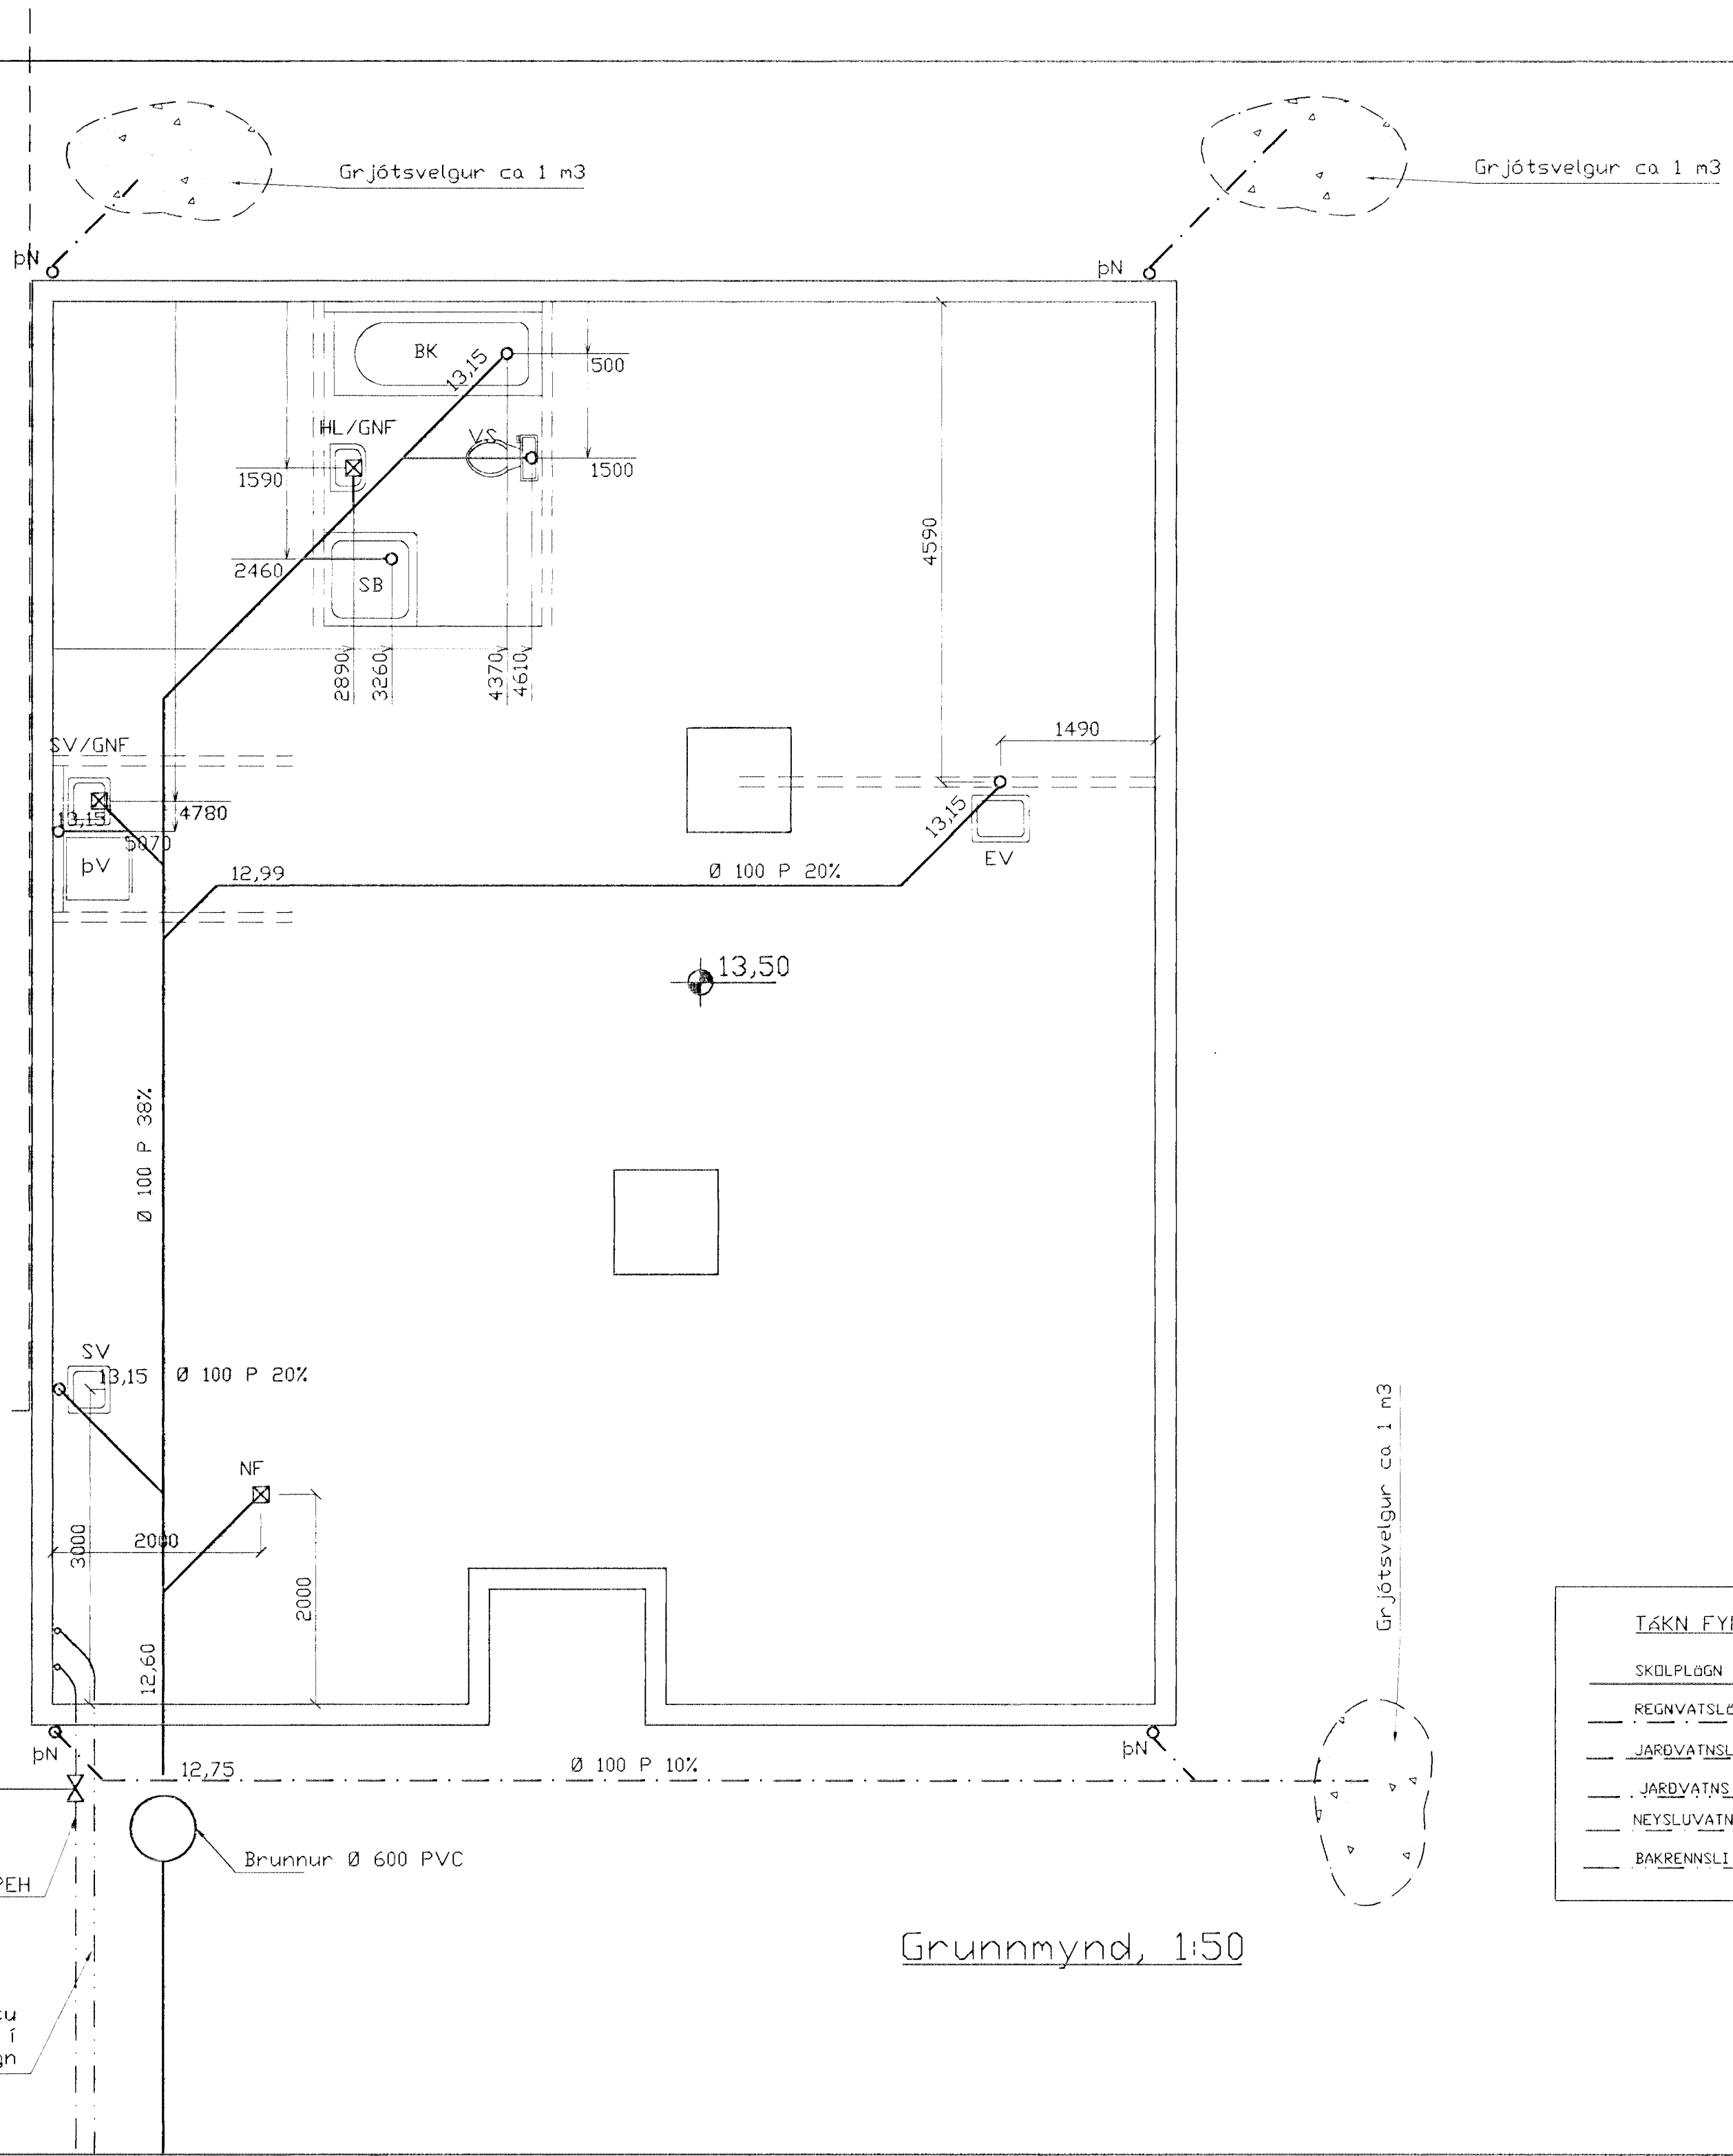 Grjótsvelgur ca 1 m3
Grjótsvelgur ca 1 m3
þN
þN
BK
13,15
500
HL/GNF
VS
1590
1500
2460
SB
4590
2890
3260
4370
4610
1490
SV/GNF
13,15
4780
5070
þV
13,15
EV
12,99
Ø 100 P 20%
13,50
Ø 100 P 38%
SV
13,15
Ø 100 P 20%
NF
3000
2000
2000
12,60
Grjótsvelgur ca 1 m3
þN
þN
12,75
Ø 100 P 10%
Brunnur Ø 600 PVC
PEH
Grunnmynd, 1:50
í
gn
TÁKN FY
SKÓLPLÖGN
REGNVATSLÖ
JARÐVATNSL
JARÐVATNS
NEYSLUVATN
BAKRENNSLI